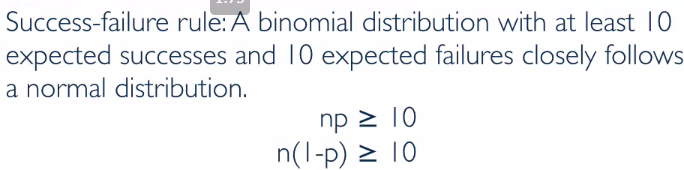 Success-failure rule: A binomial distribution with at least 10
expected successes and 10 expected failures closely follows
a normal distribution.
np ≥ 10
n(1-p) ≥ 10